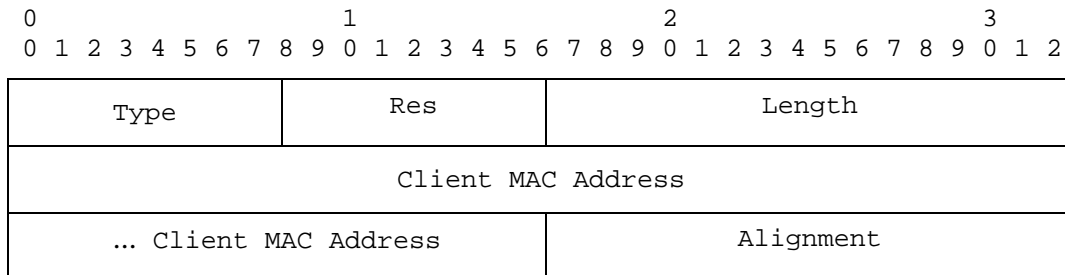 0 1 2 3
0 1 2 3 4 5 6 7 8 9 0 1 2 3 4 5 6 7 8 9 0 1 2 3 4 5 6 7 8 9 0 1 2
Type Res Length
Client MAC Address
… Client MAC Address Alignment